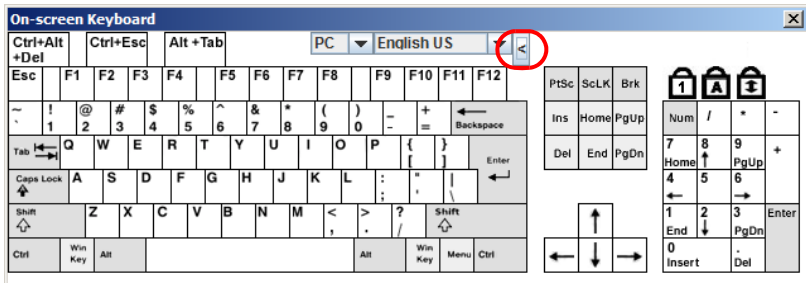 On-screen Keyboard X
Ctrl+Alt +Del Ctrl+Esc Alt +Tab PC English US <
Esc F1 F2 F3 F4 F5 F6 F7 F8 F9 F10 F11 F12 PtSc ScLK Brk 1 A
~ ` ! 1 @ 2 # 3 $ 4 % 5 ^ 6 & 7 * 8 ( 9 ) 0 _ - + = Backspace Ins Home PgUp Num / * -
Tab Q W E R T Y U I O P { [ } ] Enter Del End PgDn 7 Home 8 9 PgUp +
Caps Lock A S D F G H J K L : ; " ' | \ 4 5 6
Shift Z X C V B N M < , > . ? / Shift 1 End 2 3 PgDn Enter
Ctrl Win Key Alt Alt Win Key Menu Ctrl 0 Insert . Del